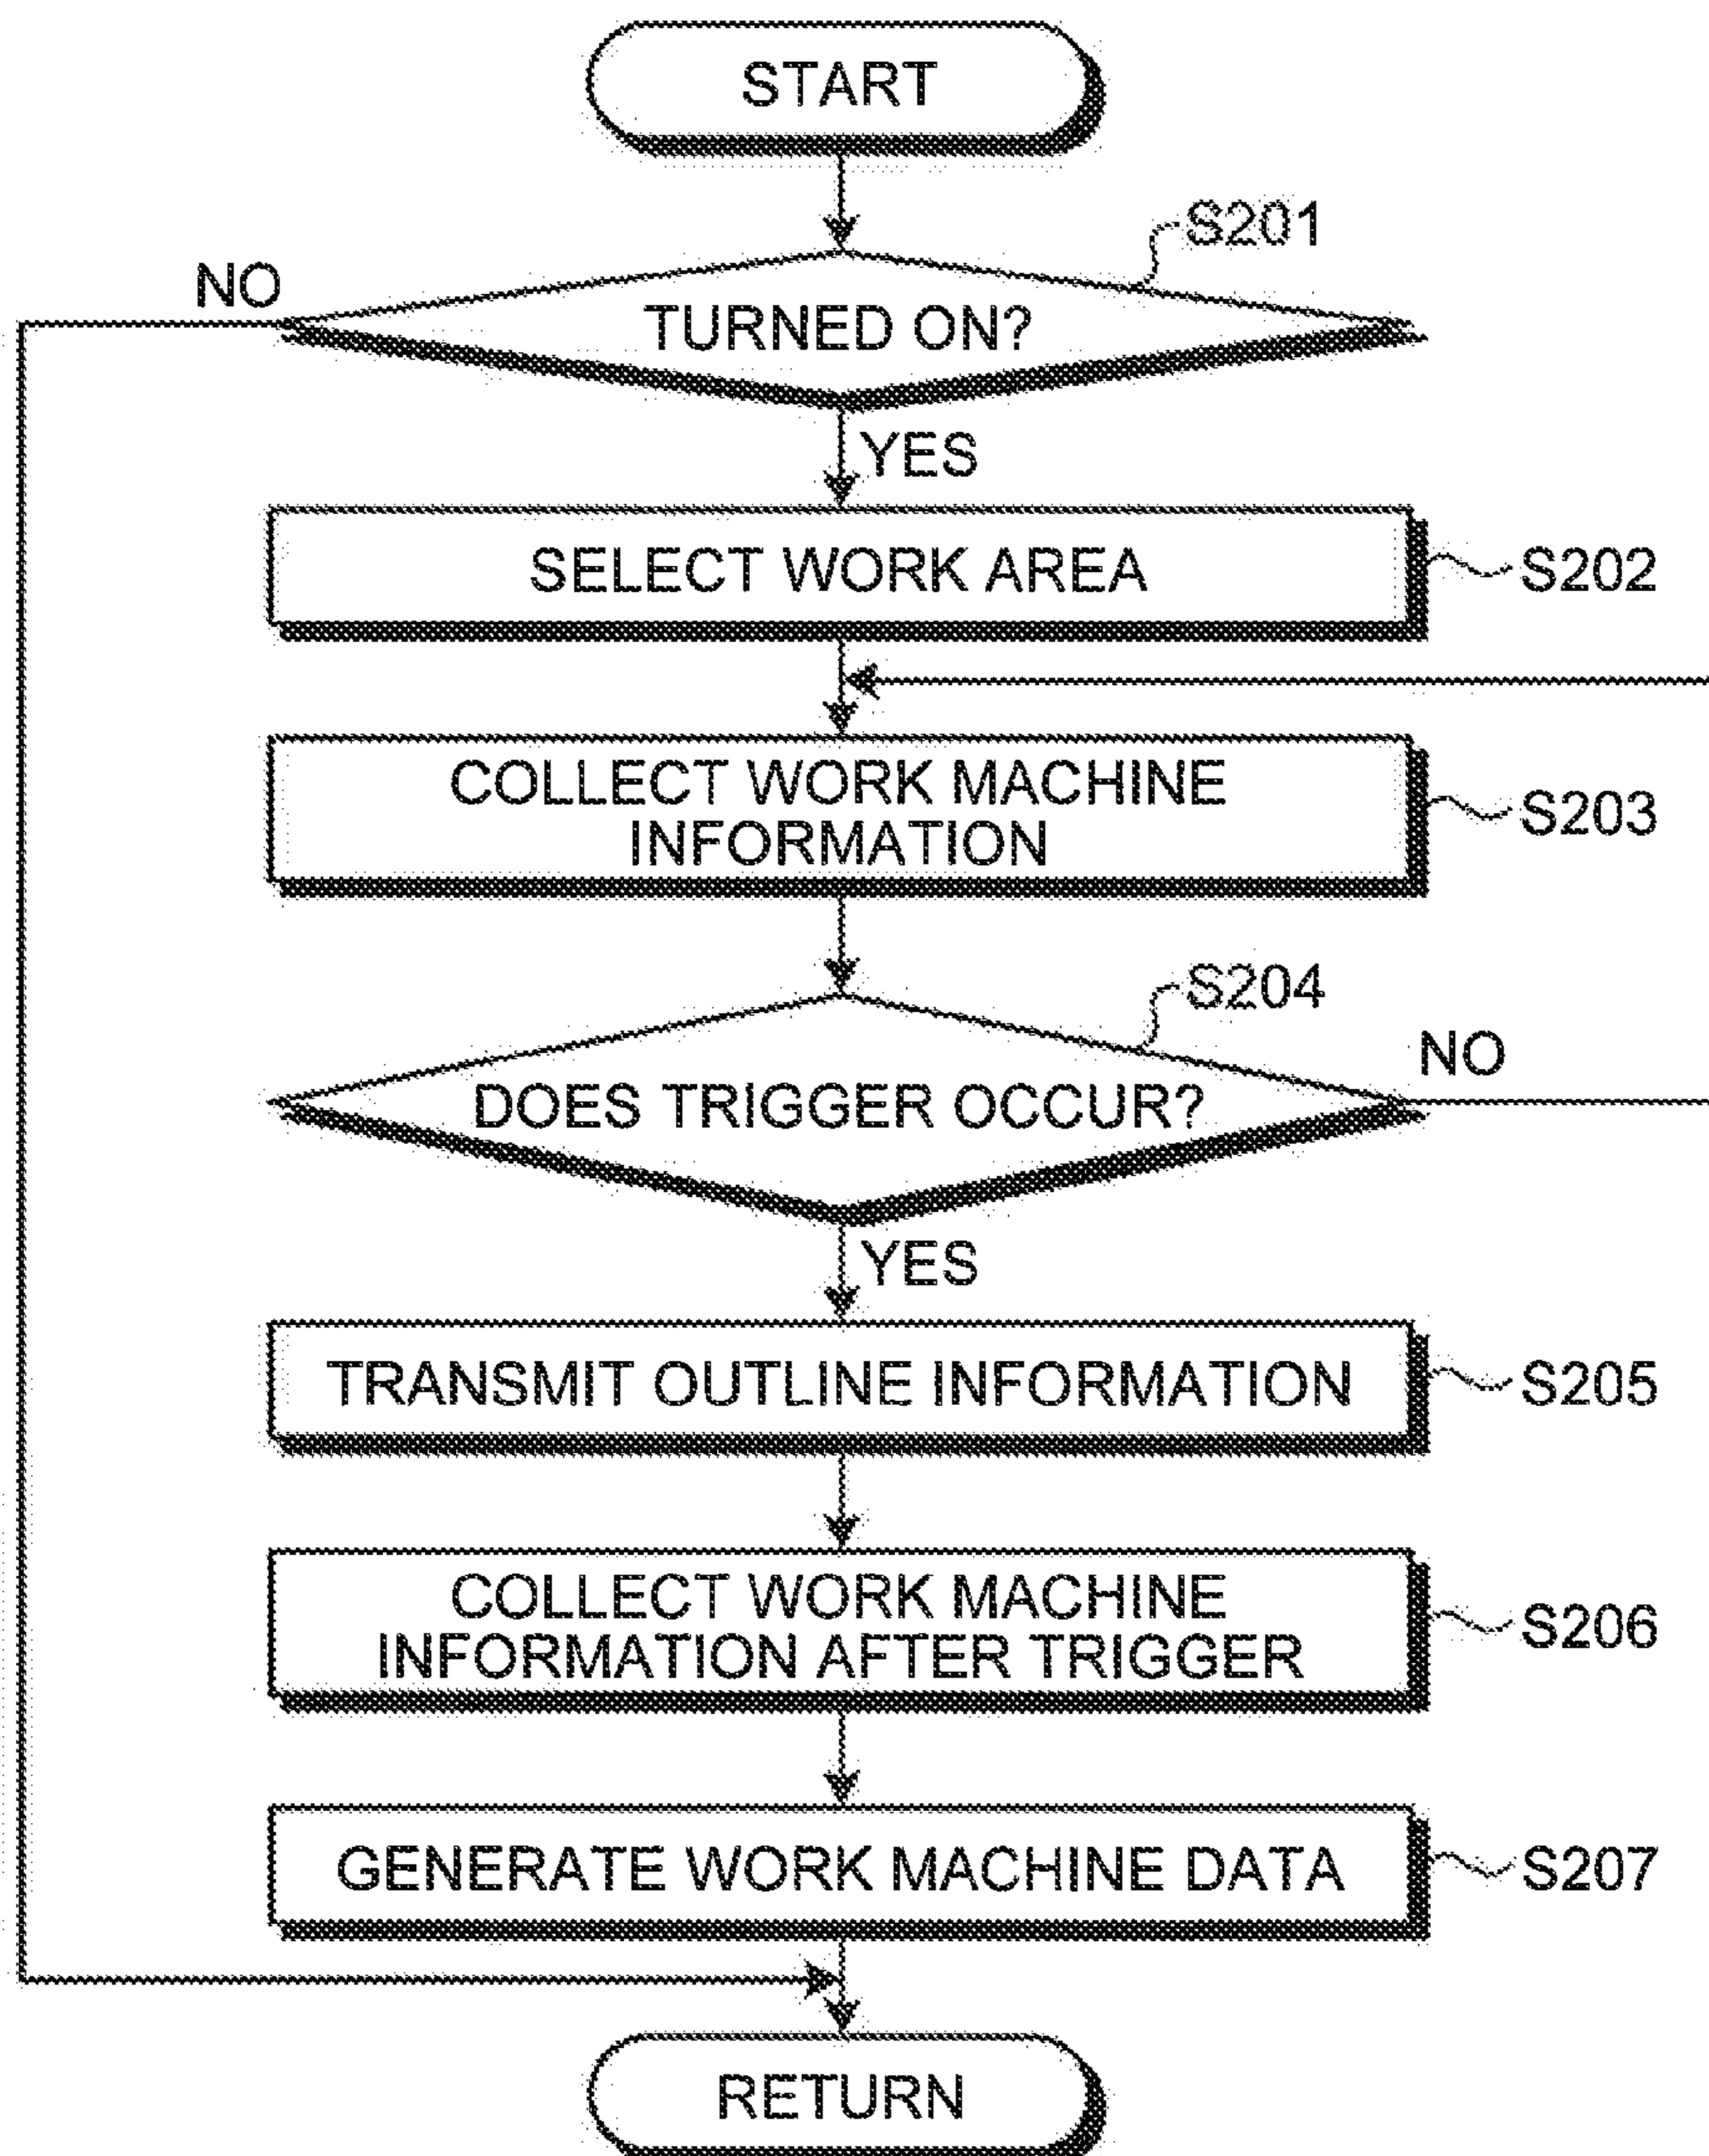 START
S201
NO
TURNED ON?
YES
SELECT WORK AREA
S202
COLLECT WORK MACHINE
INFORMATION
S203
S204
NO
DOES TRIGGER OCCUR?
YES
TRANSMIT OUTLINE INFORMATION
S205
COLLECT WORK MACHINE
INFORMATION AFTER TRIGGER
S206
GENERATE WORK MACHINE DATA
S207
RETURN